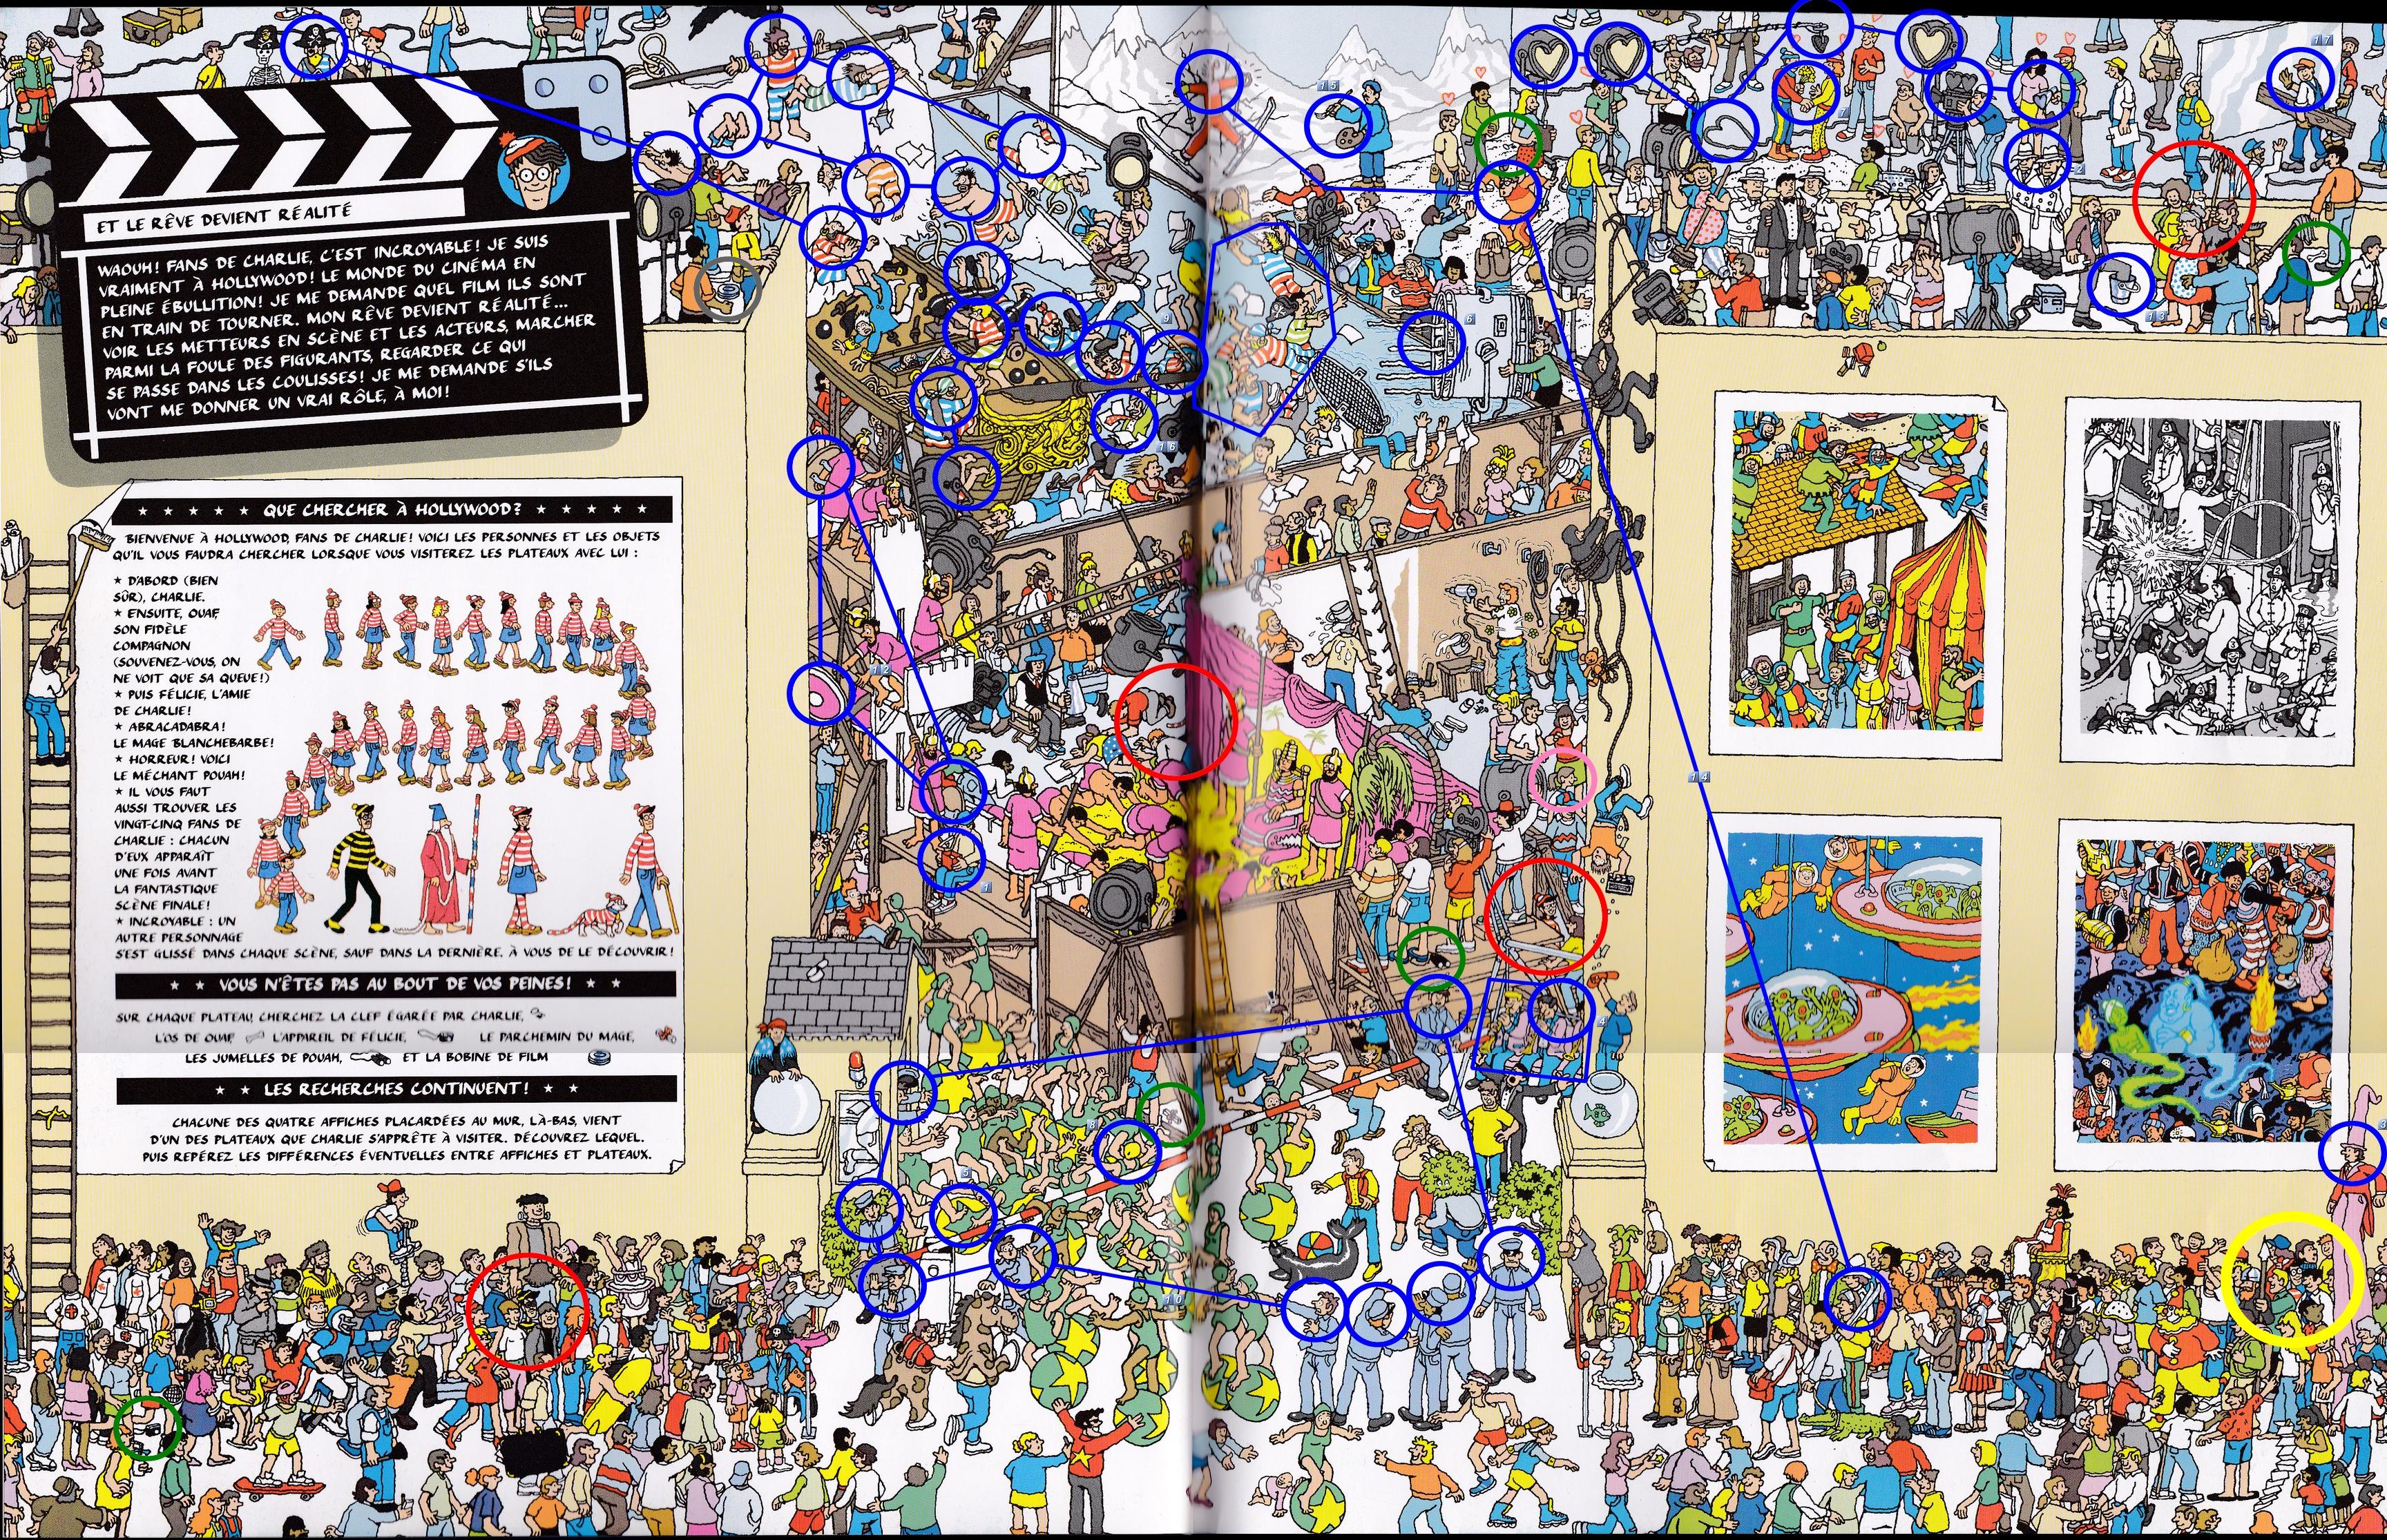 ET LE RÊVE DEVIENT RÉALITÉ
WAOUH! FANS DE CHARLIE, C'EST INCROYABLE! JE SUIS
VRAIMENT À HOLLYWOOD! LE MONDE DU CINÉMA EN
PLEINE ÉBULLITION! JE ME DEMANDE QUEL FILM ILS SONT
EN TRAIN DE TOURNER. MON RÊVE DEVIENT RÉALITÉ...
VOIR LES METTEURS EN SCÈNE ET LES ACTEURS, MARCHER
PARMI LA FOULE DES FIGURANTS, REGARDER CE QUI
SE PASSE DANS LES COULISSES! JE ME DEMANDE S'ILS
VONT ME DONNER UN VRAI RÔLE, À MOI!
QUE CHERCHER À HOLLYWOOD?
BIENVENUE À HOLLYWOOD, FANS DE CHARLIE! VOICI LES PERSONNES ET LES OBJETS
QU'IL VOUS FAUDRA CHERCHER LORSQUE VOUS VISITEREZ LES PLATEAUX AVEC LUI :
★ D'ABORD (BIEN
SÛR), CHARLIE.
★ ENSUITE, OUAF,
SON FIDÈLE
COMPAGNON
(SOUVENEZ-VOUS, ON
NE VOIT QUE SA QUEUE!)
★ PUIS FÉLICIE, L'AMIE
DE CHARLIE!
★ ABRACADABRA!
LE MAGE BLANCHEBARBE!
★ HORREUR! VOICI
LE MÉCHANT POUAH!
★ IL VOUS FAUT
AUSSI TROUVER LES
VINGT-CINQ FANS DE
CHARLIE : CHACUN
D'EUX APPARAÎT
UNE FOIS AVANT
LA FANTASTIQUE
SCÈNE FINALE!
★ INCROYABLE : UN
AUTRE PERSONNAGE
S'EST GLISSÉ DANS CHAQUE SCÈNE, SAUF DANS LA DERNIÈRE. À VOUS DE LE DÉCOUVRIR!
VOUS N'ÊTES PAS AU BOUT DE VOS PEINES!
SUR CHAQUE PLATEAU, CHERCHEZ LA CLEF ÉGARÉE PAR CHARLIE,
L'OS DE OUAF, L'APPAREIL DE FÉLICIE, LE PARCHEMIN DU MAGE,
LES JUMELLES DE POUAH, ET LA BOBINE DE FILM
LES RECHERCHES CONTINUENT!
CHACUNE DES QUATRE AFFICHES PLACARDÉES AU MUR, LÀ-BAS, VIENT
D'UN DES PLATEAUX QUE CHARLIE S'APPRÊTE À VISITER. DÉCOUVREZ LEQUEL.
PUIS REPÉREZ LES DIFFÉRENCES ÉVENTUELLES ENTRE AFFICHES ET PLATEAUX.
17
15
6
9
16
13
12
14
1
4
3
10